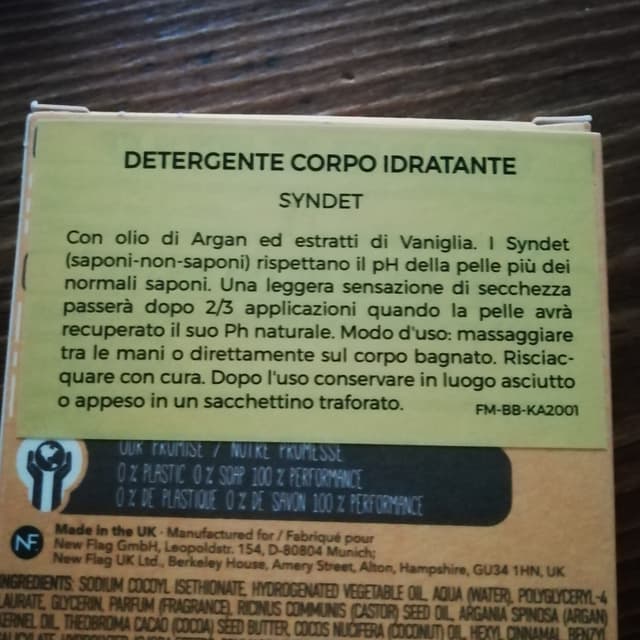 DETERGENTE CORPO IDRATANTE
SYNDET
Con olio di Argan ed estratti di Vaniglia. I Syndet
(saponi-non-saponi) rispettano il pH della pelle più dei
normali saponi. Una leggera sensazione di secchezza
passerà dopo 2/3 applicazioni quando la pelle avrà
recuperato il suo Ph naturale. Modo d'uso: massaggiare
tra le mani o direttamente sul corpo bagnato. Risciac-
quare con cura. Dopo l'uso conservare in luogo asciutto
o appeso in un sacchettino traforato.
FM-BB-KA2001
OUR PROMISE / NOTRE PROMESSE
0% PLASTIC 0% SOAP 100% PERFORMANCE
0% DE PLASTIQUE 0% DE SAVON 100% PERFORMANCE
NF
Made in the UK · Manufactured for / Fabriqué pour
New Flag GmbH, Leopoldstr. 154, D-80804 Munich;
New Flag UK Ltd., Berkeley House, Amery Street, Alton, Hampshire, GU34 1HN, UK
INGREDIENTS: SODIUM COCOYL ISETHIONATE, HYDROGENATED VEGETABLE OIL, AQUA (WATER), POLYGLYCERYL-4
LAURATE, GLYCERIN, PARFUM (FRAGRANCE), RICINUS COMMUNIS (CASTOR) SEED OIL, ARGANIA SPINOSA (ARGAN)
KERNEL OIL, THEOBROMA CACAO (COCOA) SEED BUTTER, COCOS NUCIFERA (COCONUT) OIL, HEXYL CINNAMAL,